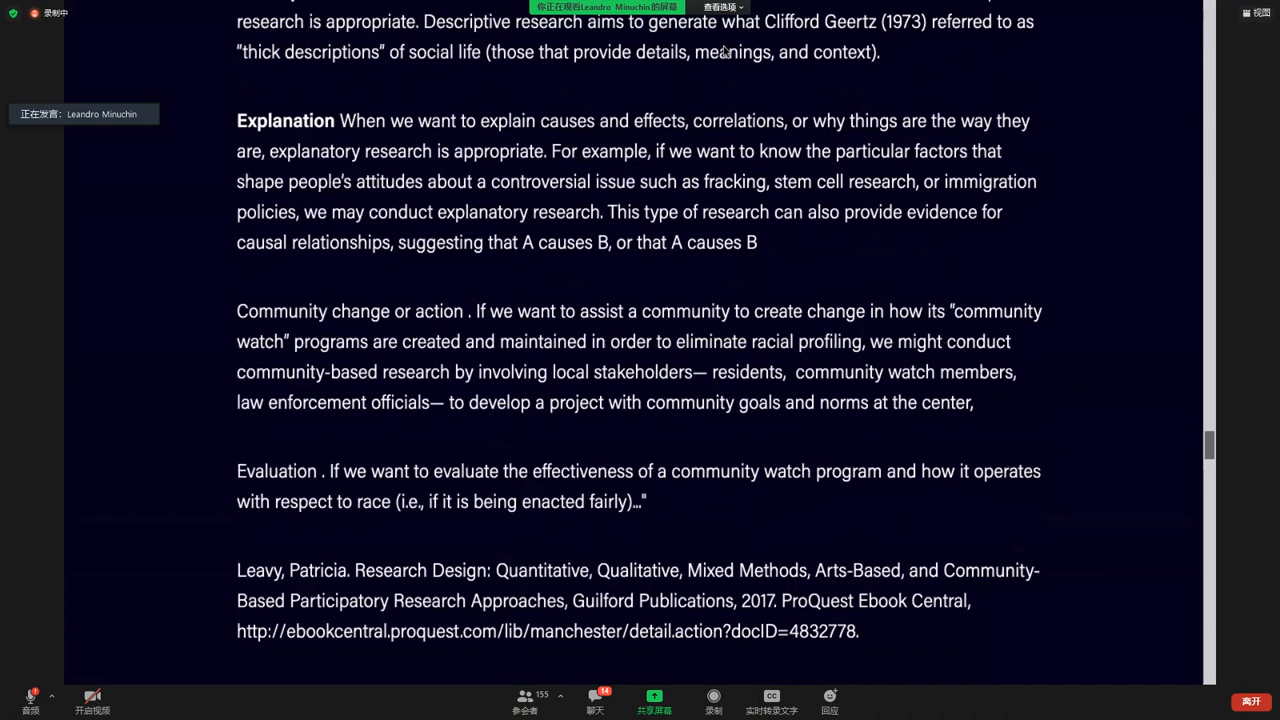 录制中
你正在观看Leandro Minuchin的屏幕
查看选项
视图
research is appropriate. Descriptive research aims to generate what Clifford Geertz (1973) referred to as
"thick descriptions" of social life (those that provide details, meanings, and context).
正在发言: Leandro Minuchin
Explanation When we want to explain causes and effects, correlations, or why things are the way they
are, explanatory research is appropriate. For example, if we want to know the particular factors that
shape people's attitudes about a controversial issue such as fracking, stem cell research, or immigration
policies, we may conduct explanatory research. This type of research can also provide evidence for
causal relationships, suggesting that A causes B, or that A causes B
Community change or action . If we want to assist a community to create change in how its "community
watch" programs are created and maintained in order to eliminate racial profiling, we might conduct
community-based research by involving local stakeholders— residents,  community watch members,
law enforcement officials— to develop a project with community goals and norms at the center,
Evaluation . If we want to evaluate the effectiveness of a community watch program and how it operates
with respect to race (i.e., if it is being enacted fairly)..."
Leavy, Patricia. Research Design: Quantitative, Qualitative, Mixed Methods, Arts-Based, and Community-
Based Participatory Research Approaches, Guilford Publications, 2017. ProQuest Ebook Central,
http://ebookcentral.proquest.com/lib/manchester/detail.action?docID=4832778.
155
14
CC
音频
开启视频
参会者
聊天
共享屏幕
录制
实时转录文字
回应
离开